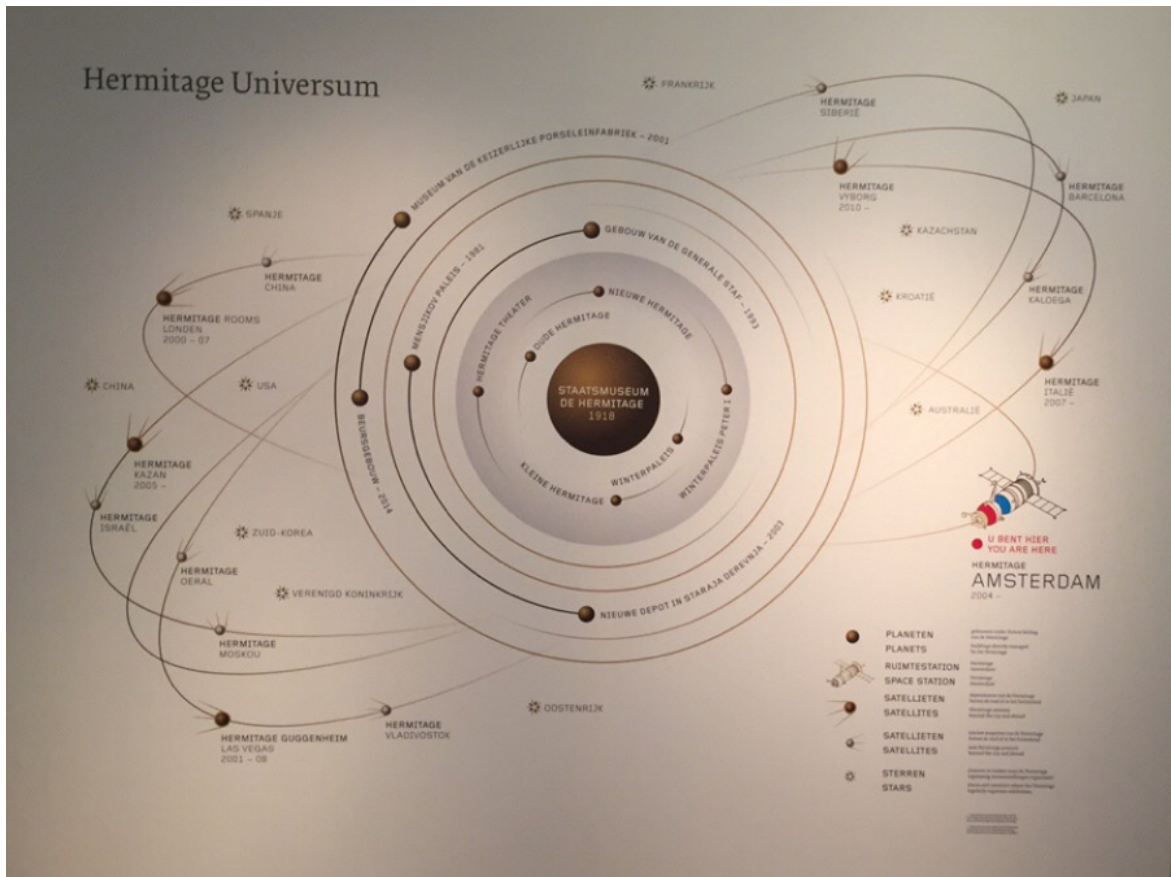 Hermitage Universum
FRANKRIJK
HERMITAGE
SIBERIË
JAPAN
MUSEUM VAN DE KEIZERLIJKE PORSELEINFABRIEK – 2001
HERMITAGE
VYBORG
2010 –
HERMITAGE
BARCELONA
SPANJE
KAZACHSTAN
GEBOUW VAN DE GENERALE STAF – 1993
MENSJIKOV PALEIS – 1981
HERMITAGE
CHINA
HERMITAGE
KALOEGA
KROATIË
NIEUWE HERMITAGE
HERMITAGE THEATER
OUDE HERMITAGE
HERMITAGE ROOMS
LONDEN
2000 – 07
CHINA
USA
STAATSMUSEUM
DE HERMITAGE
1918
HERMITAGE
ITALIË
2007 –
AUSTRALIË
WINTERPALEIS PETER I
WINTERPALEIS
KLEINE HERMITAGE
BEURSGEBOUW – 2014
HERMITAGE
KAZAN
2005 –
HERMITAGE
ISRAËL
ZUID-KOREA
HERMITAGE
OERAL
VERENIGD KONINKRIJK
NIEUWE DEPOT IN STARAJA DEREVNJA – 2003
HERMITAGE
MOSKOU
U BENT HIER
YOU ARE HERE
HERMITAGE
AMSTERDAM
2004 –
OOSTENRIJK
HERMITAGE
VLADIVOSTOK
HERMITAGE GUGGENHEIM
LAS VEGAS
2001 – 08
PLANETEN
PLANETS
RUIMTESTATION
SPACE STATION
SATELLIETEN
SATELLITES
SATELLIETEN
SATELLITES
STERREN
STARS